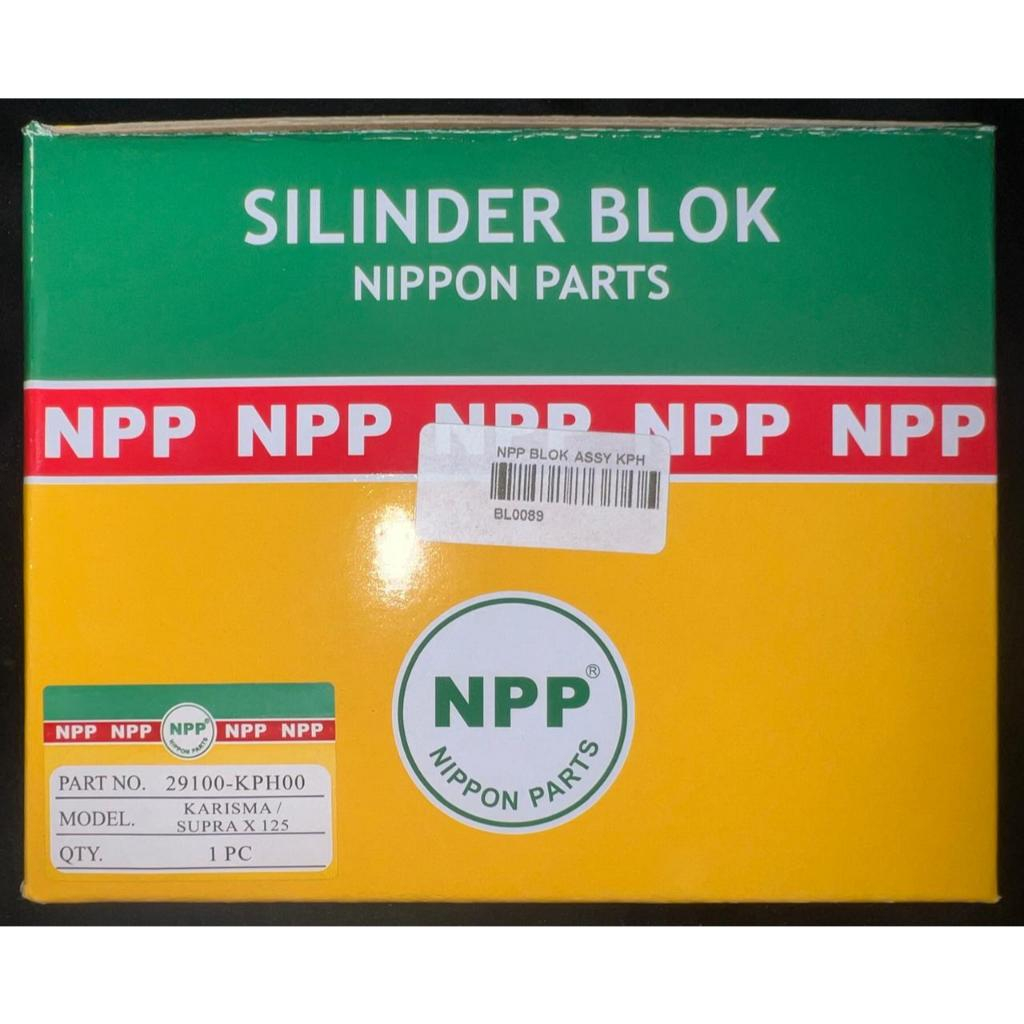 SILINDER BLOK
NIPPON PARTS
NPP NPP NPP NPP NPP
NPP BLOK ASSY KPH
BL0089
NPP®
NIPPON PARTS
NPP NPP NPP® NPP NPP
NIPPON PARTS
PART NO. 29100-KPH00
MODEL. KARISMA /
SUPRA X 125
QTY. 1 PC